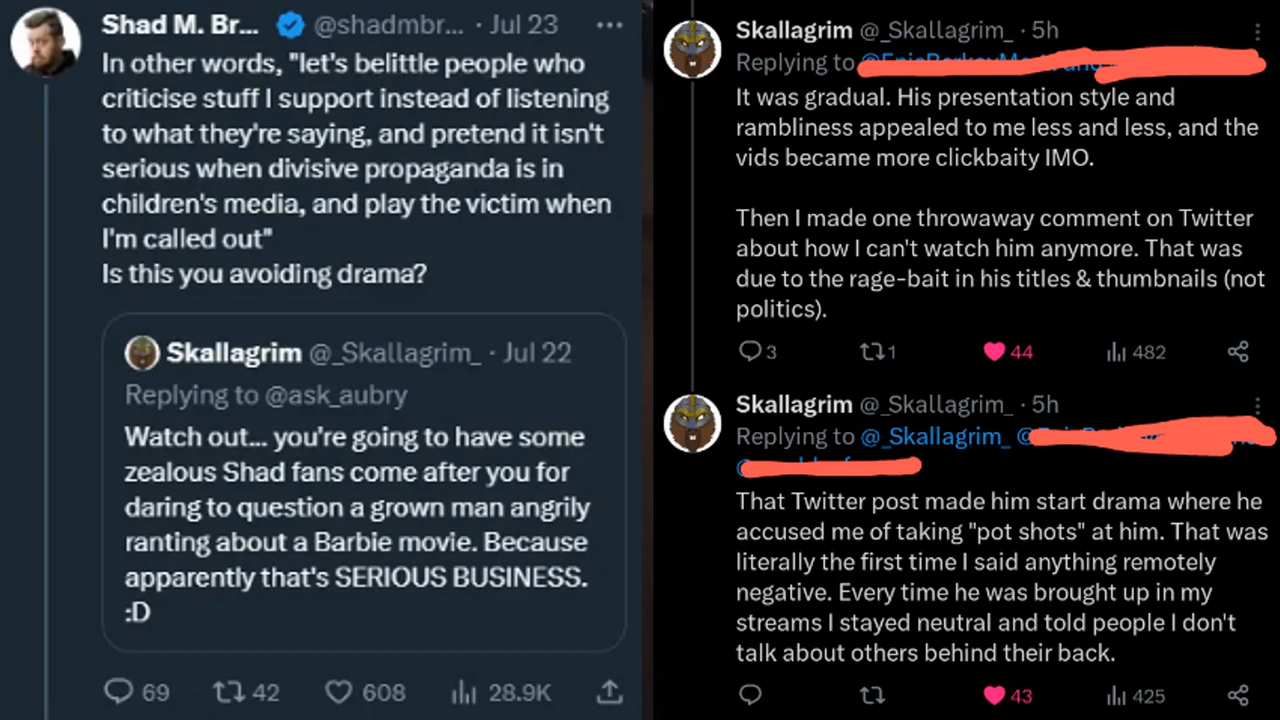 Shad M. Br... @shadmbr... · Jul 23
In other words, "let's belittle people who
criticise stuff I support instead of listening
to what they're saying, and pretend it isn't
serious when divisive propaganda is in
children's media, and play the victim when
I'm called out"
Is this you avoiding drama?
Skallagrim @_Skallagrim_ · Jul 22
Replying to @ask_aubry
Watch out... you're going to have some
zealous Shad fans come after you for
daring to question a grown man angrily
ranting about a Barbie movie. Because
apparently that's SERIOUS BUSINESS.
:D
69 42 608 28.9K
Skallagrim @_Skallagrim_ · 5h
Replying to
It was gradual. His presentation style and
rambliness appealed to me less and less, and the
vids became more clickbaity IMO.
Then I made one throwaway comment on Twitter
about how I can't watch him anymore. That was
due to the rage-bait in his titles & thumbnails (not
politics).
3 1 44 482
Skallagrim @_Skallagrim_ · 5h
Replying to @_Skallagrim_
That Twitter post made him start drama where he
accused me of taking "pot shots" at him. That was
literally the first time I said anything remotely
negative. Every time he was brought up in my
streams I stayed neutral and told people I don't
talk about others behind their back.
43 425